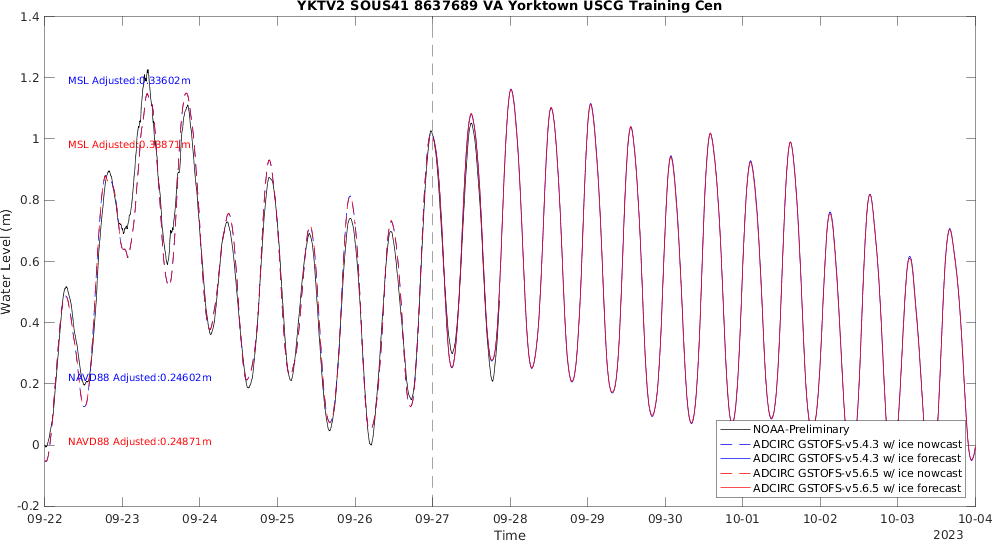 YKTV2 SOUS41 8637689 VA Yorktown USCG Training Cen
1.4
1.2
1
0.8
0.6
0.4
0.2
0
-0.2
Water Level (m)
MSL Adjusted:0.33602m
MSL Adjusted:0.33871m
NAVD88 Adjusted:0.24602m
NAVD88 Adjusted:0.24871m
NOAA-Preliminary
ADCIRC GSTOFS-v5.4.3 w/ ice nowcast
ADCIRC GSTOFS-v5.4.3 w/ ice forecast
ADCIRC GSTOFS-v5.6.5 w/ ice nowcast
ADCIRC GSTOFS-v5.6.5 w/ ice forecast
09-22 09-23 09-24 09-25 09-26 09-27 09-28 09-29 09-30 10-01 10-02 10-03 10-04
Time
2023